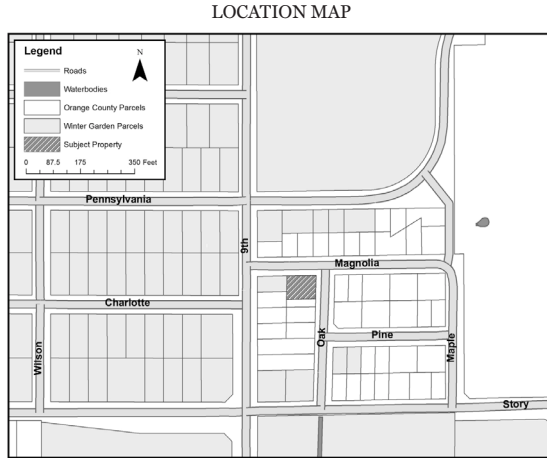 LOCATION MAP
Legend
N
Roads
Waterbodies
Orange County Parcels
Winter Garden Parcels
Subject Property
0 87.5 175 350 Feet
Pennsylvania
9th
Magnolia
Charlotte
Oak
Pine
Maple
Wilson
Story